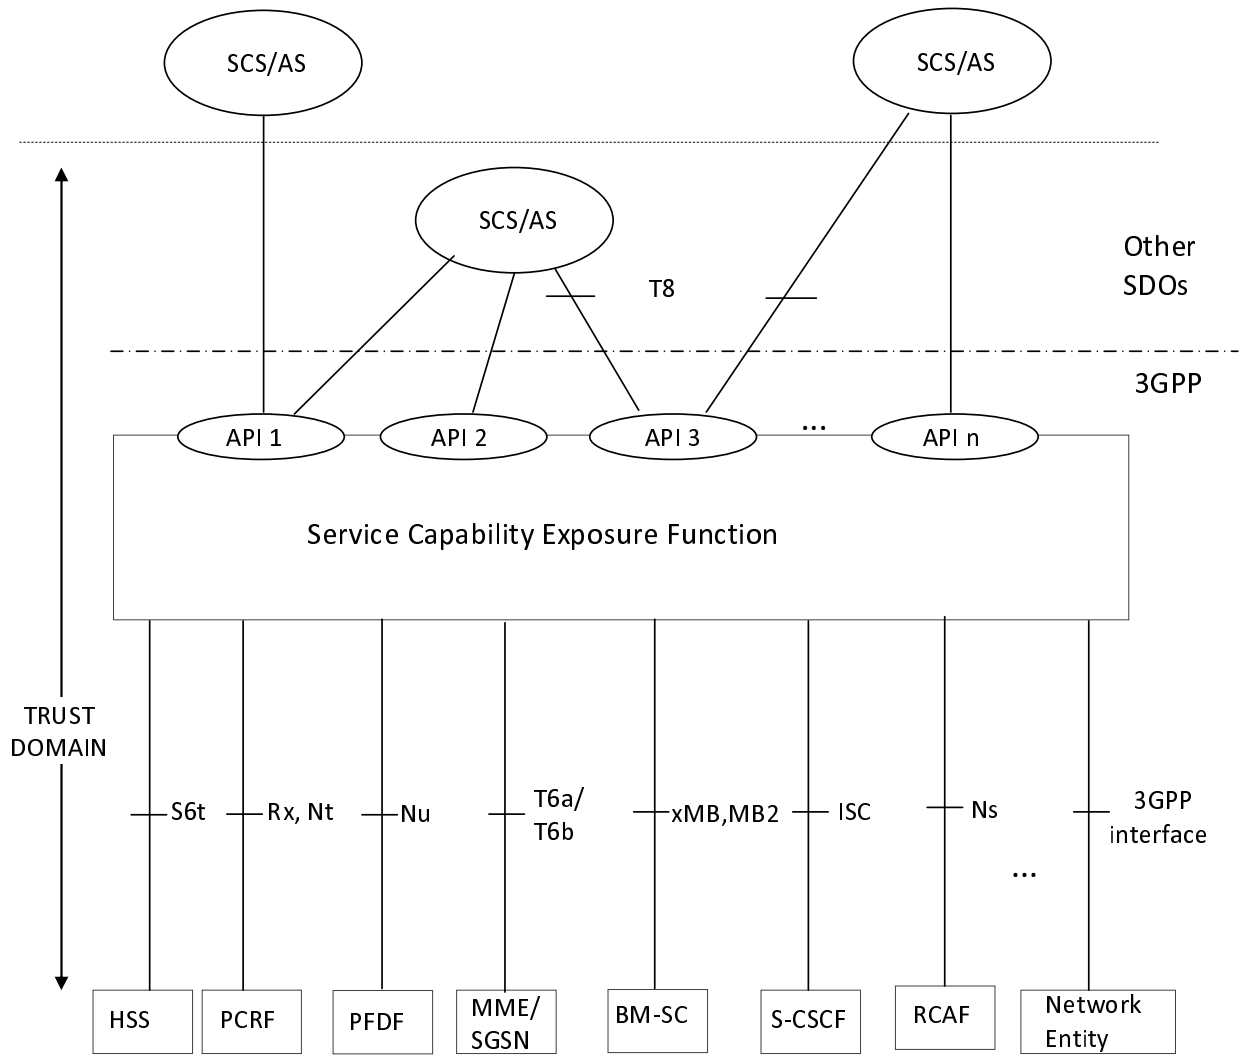 SCS/AS
SCS/AS
SCS/AS
T8
Other
SDOs
3GPP
API 1
API 2
API 3
...
API n
Service Capability Exposure Function
TRUST
DOMAIN
S6t
Rx, Nt
Nu
T6a/
T6b
xMB,MB2
ISC
Ns
...
3GPP
interface
HSS
PCRF
PFDF
MME/
SGSN
BM-SC
S-CSCF
RCAF
Network
Entity